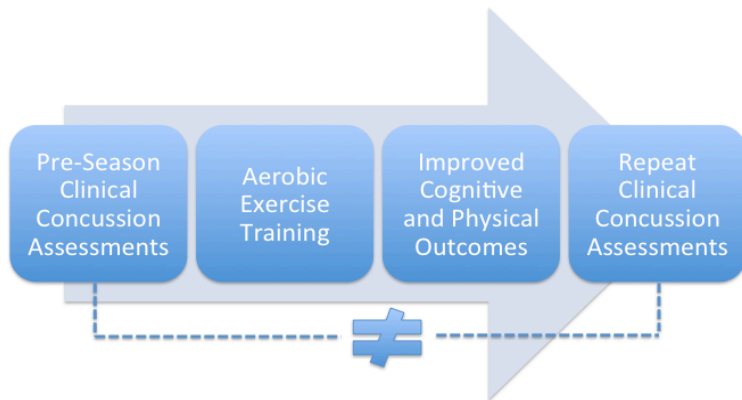 Pre-Season
Clinical
Concussion
Assessments
Aerobic
Exercise
Training
Improved
Cognitive
and Physical
Outcomes
Repeat
Clinical
Concussion
Assessments
≠